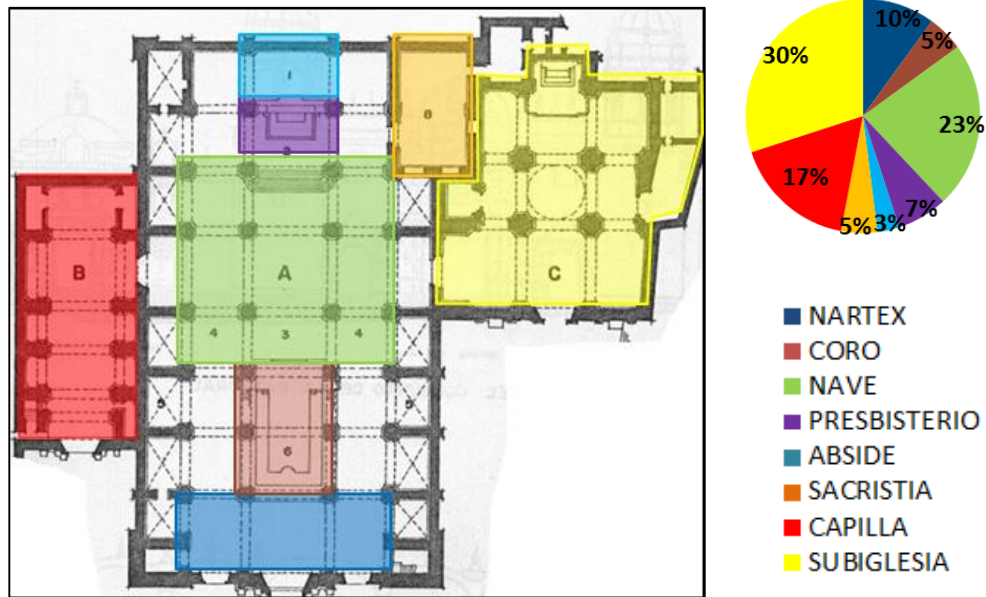 1
2
8
B
A
C
4
3
4
5
5
6
10%
5%
23%
7%
3%
5%
17%
30%
NARTEX
CORO
NAVE
PRESBISTERIO
ABSIDE
SACRISTIA
CAPILLA
SUBIGLESIA